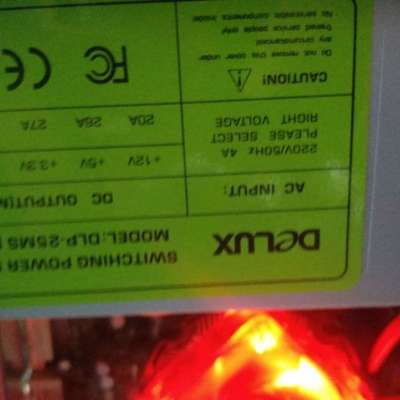 DeLUX
SWITCHING POWER
MODEL:DLP-25MS
AC INPUT:
DC OUTPUT(M
220V/50Hz 4A
PLEASE SELECT
RIGHT VOLTAGE
+12V +5V +3.3V
20A 26A 27A
CAUTION!
Do not remove this cover under
any circumstances!
Trained service people only!
No serviceable components inside
FC CE